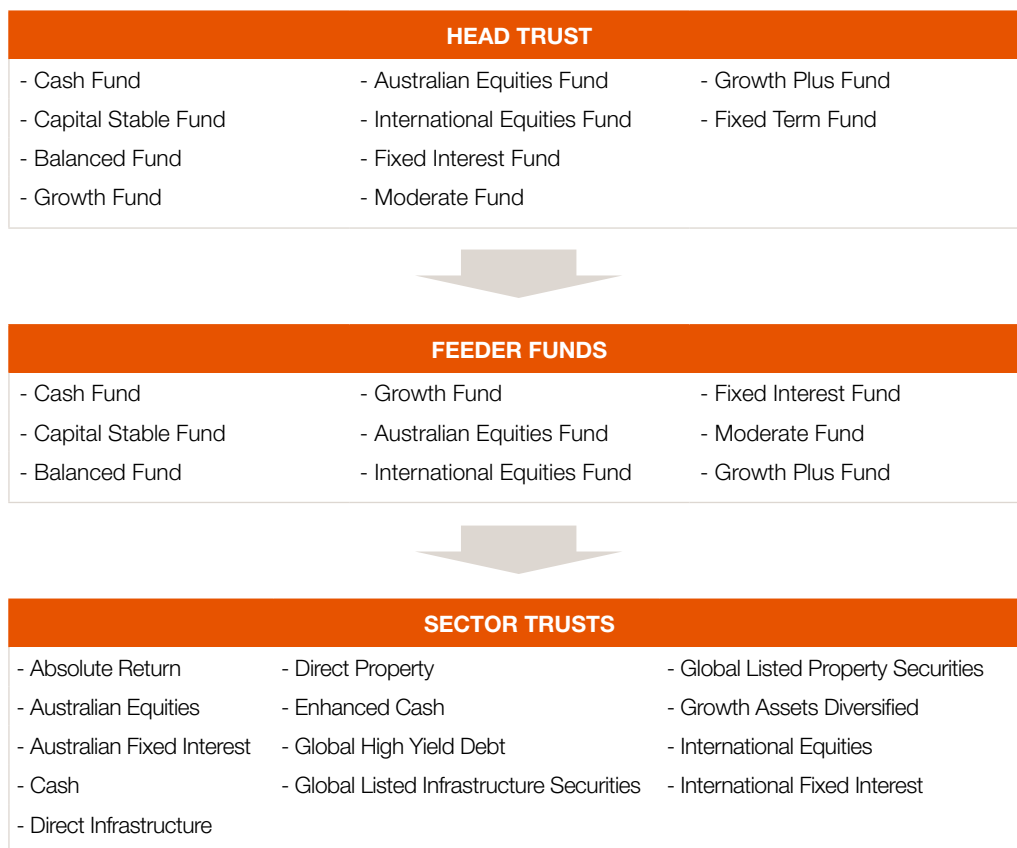 HEAD TRUST
- Cash Fund
- Capital Stable Fund
- Balanced Fund
- Growth Fund
- Australian Equities Fund
- International Equities Fund
- Fixed Interest Fund
- Moderate Fund
- Growth Plus Fund
- Fixed Term Fund
FEEDER FUNDS
- Cash Fund
- Capital Stable Fund
- Balanced Fund
- Growth Fund
- Australian Equities Fund
- International Equities Fund
- Fixed Interest Fund
- Moderate Fund
- Growth Plus Fund
SECTOR TRUSTS
- Absolute Return
- Australian Equities
- Australian Fixed Interest
- Cash
- Direct Infrastructure
- Direct Property
- Enhanced Cash
- Global High Yield Debt
- Global Listed Infrastructure Securities
- Global Listed Property Securities
- Growth Assets Diversified
- International Equities
- International Fixed Interest